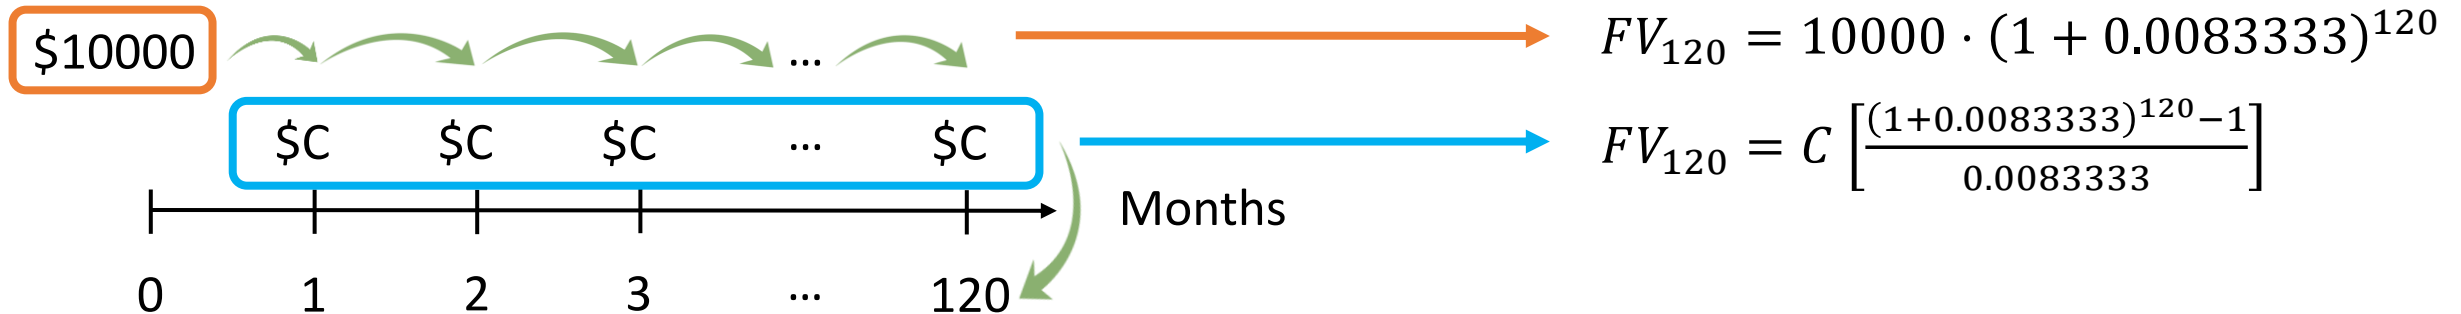 $10000 ... FV₁₂₀ = 10000 · (1 + 0.0083333)¹²⁰
$C $C $C ... $C FV₁₂₀ = C [((1+0.0083333)¹²⁰−1)/0.0083333]
Months
0 1 2 3 ... 120